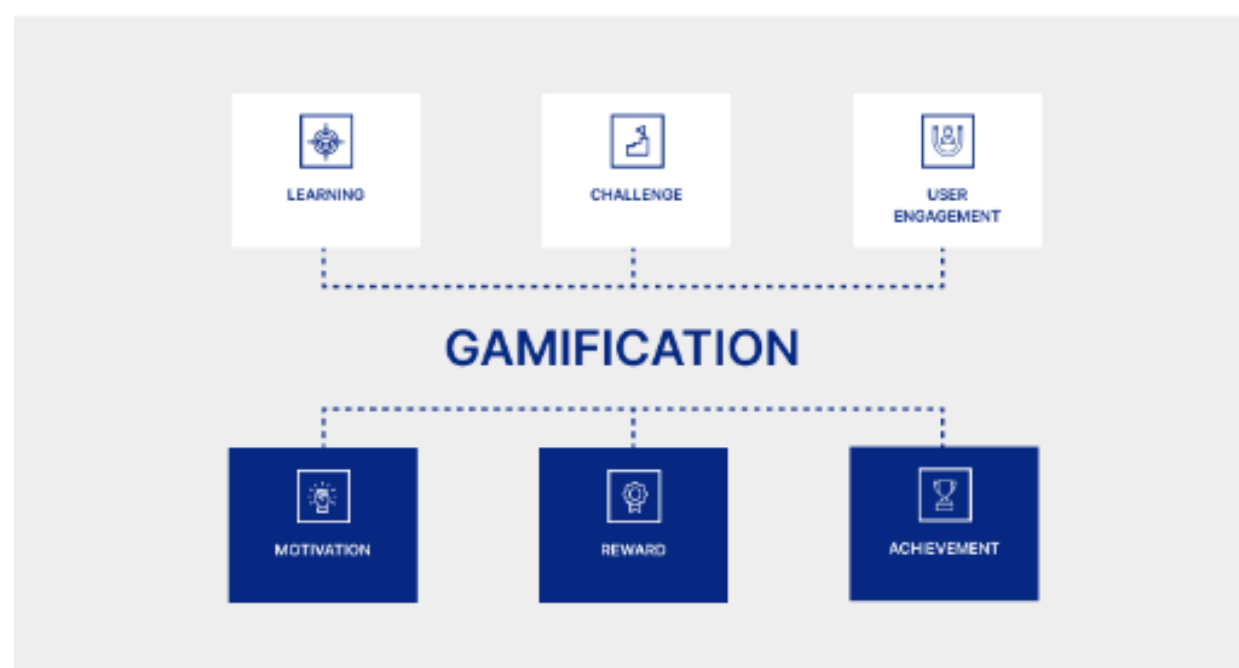 LEARNING
CHALLENGE
USER
ENGAGEMENT
GAMIFICATION
MOTIVATION
REWARD
ACHIEVEMENT